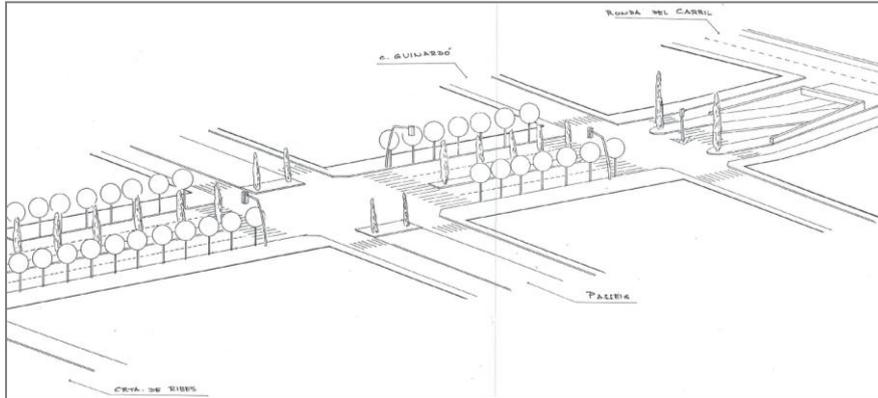 RONDA DEL CARRIL
C. GUINARDÓ
PASSEIG
CRTA. DE RIBES